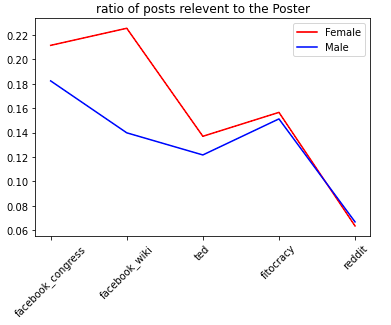 ratio of posts relevent to the Poster
Female
Male
0.22
0.20
0.18
0.16
0.14
0.12
0.10
0.08
0.06
facebook_congress
facebook_wiki
ted
fitocracy
reddit